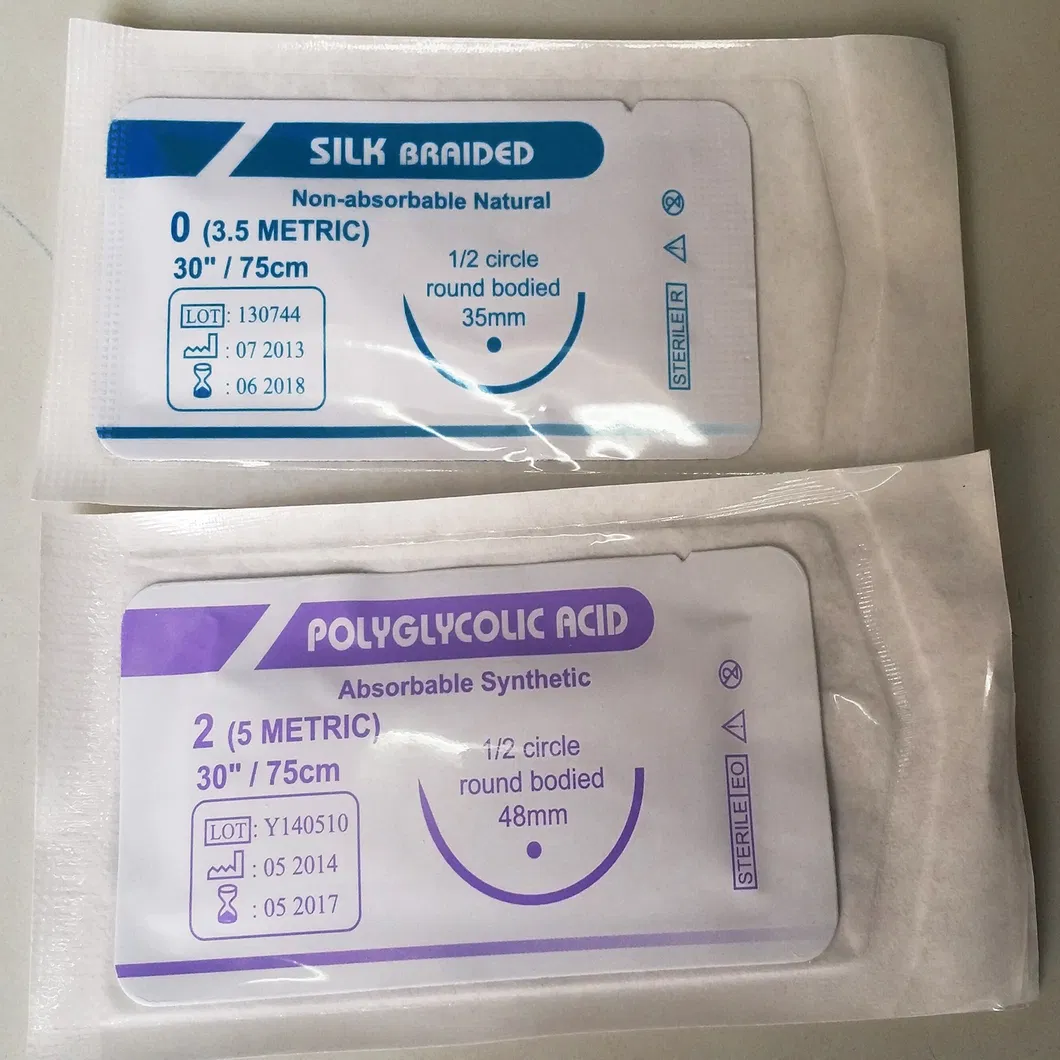 SILK BRAIDED
Non-absorbable Natural
0 (3.5 METRIC)
30" / 75cm
LOT: 130744
: 07 2013
: 06 2018
1/2 circle
round bodied
35mm
STERILE R
POLYGLYCOLIC ACID
Absorbable Synthetic
2 (5 METRIC)
30" / 75cm
LOT: Y140510
: 05 2014
: 05 2017
1/2 circle
round bodied
48mm
STERILE EO